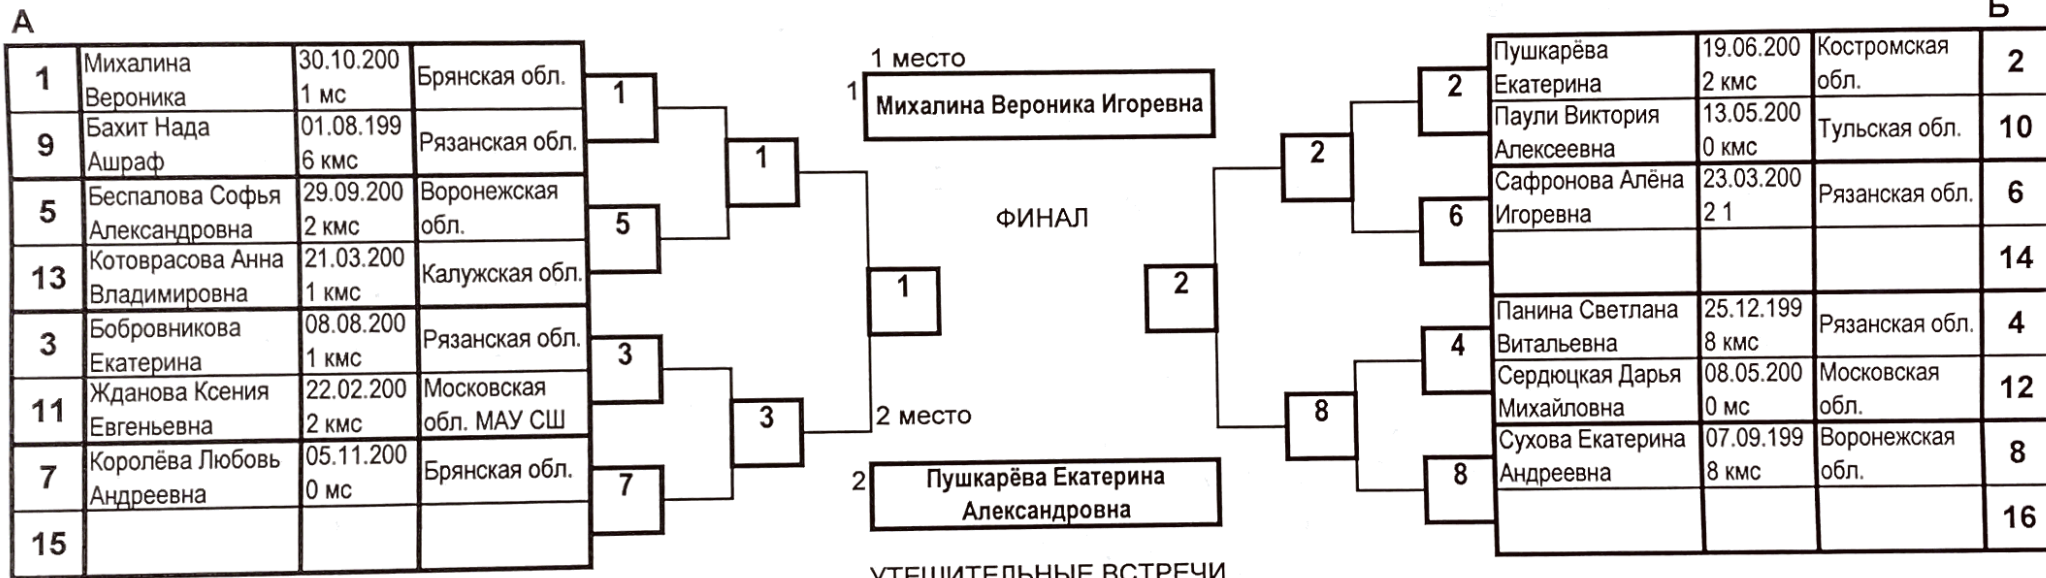 А
1
Михалина
Вероника
30.10.200
1 мс
Брянская обл.
9
Бахит Нада
Ашраф
01.08.199
6 кмс
Рязанская обл.
5
Беспалова Софья
Александровна
29.09.200
2 кмс
Воронежская
обл.
13
Котоврасова Анна
Владимировна
21.03.200
1 кмс
Калужская обл.
3
Бобровникова
Екатерина
08.08.200
1 кмс
Рязанская обл.
11
Жданова Ксения
Евгеньевна
22.02.200
2 кмс
Московская
обл. МАУ СШ
7
Королёва Любовь
Андреевна
05.11.200
0 мс
Брянская обл.
15
1
5
3
7
1
3
1
1 место
1
Михалина Вероника Игоревна
ФИНАЛ
2 место
2
Пушкарёва Екатерина
Александровна
УТЕШИТЕЛЬНЫЕ ВСТРЕЧИ
2
2
8
2
6
4
8
Б
Пушкарёва
Екатерина
19.06.200
2 кмс
Костромская
обл.
2
Паули Виктория
Алексеевна
13.05.200
0 кмс
Тульская обл.
10
Сафронова Алёна
Игоревна
23.03.200
2 1
Рязанская обл.
6
14
Панина Светлана
Витальевна
25.12.199
8 кмс
Рязанская обл.
4
Сердюцкая Дарья
Михайловна
08.05.200
0 мс
Московская
обл.
12
Сухова Екатерина
Андреевна
07.09.199
8 кмс
Воронежская
обл.
8
16